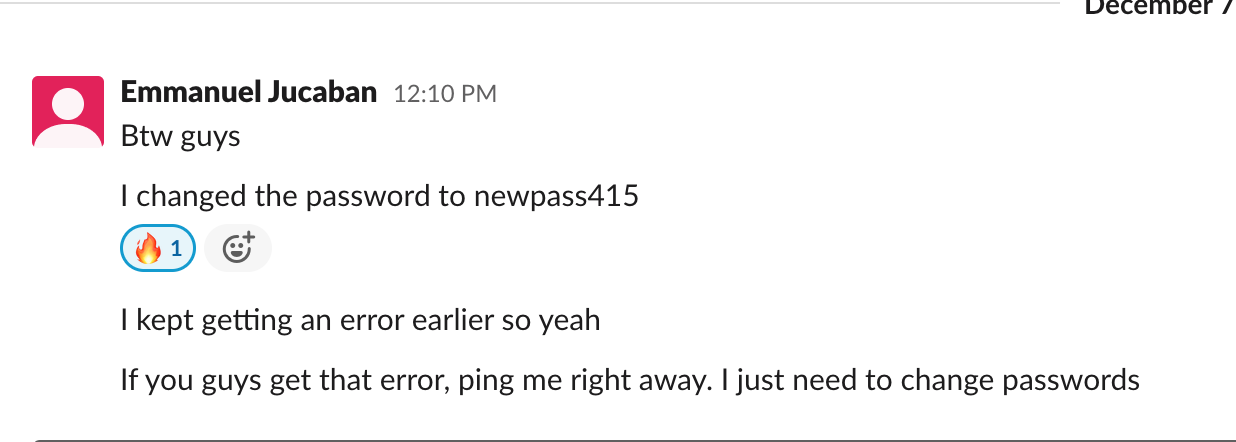 December 7
Emmanuel Jucaban 12:10 PM
Btw guys
I changed the password to newpass415
🔥 1
I kept getting an error earlier so yeah
If you guys get that error, ping me right away. I just need to change passwords